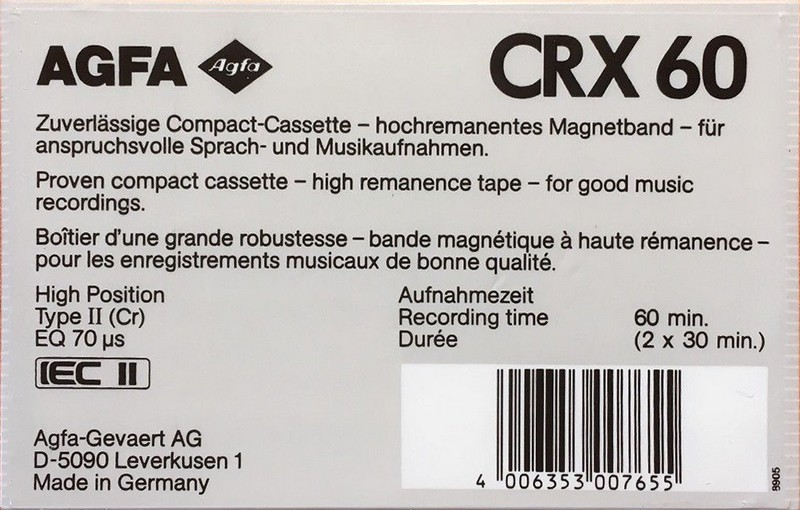 AGFA Agfa CRX 60
Zuverlässige Compact-Cassette – hochremanentes Magnetband – für
anspruchsvolle Sprach- und Musikaufnahmen.
Proven compact cassette – high remanence tape – for good music
recordings.
Boîtier d'une grande robustesse – bande magnétique à haute rémanence –
pour les enregistrements musicaux de bonne qualité.
High Position
Type II (Cr)
EQ 70 µs
IEC II
Aufnahmezeit
Recording time 60 min.
Durée (2 x 30 min.)
Agfa-Gevaert AG
D-5090 Leverkusen 1
Made in Germany
4 006353 007655
8905